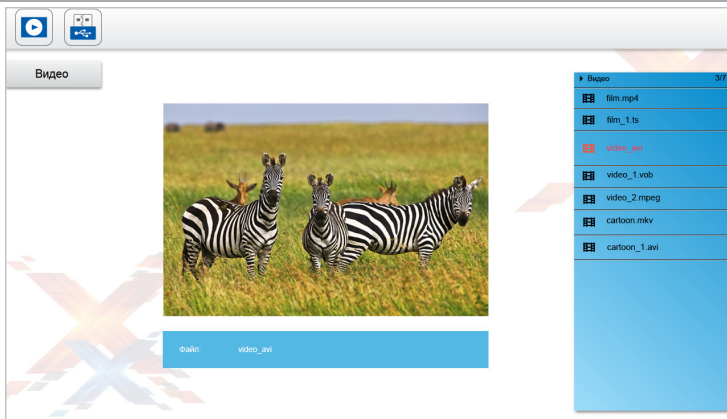 Видео
Видео 3/7
film.mp4
film_1.ts
video_avi
video_1.vob
video_2.mpeg
cartoon.mkv
cartoon_1.avi
Файл: video_avi